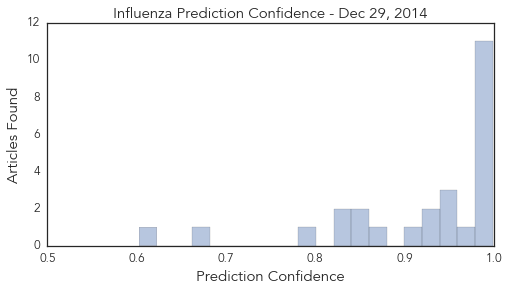 Influenza Prediction Confidence - Dec 29, 2014
12
10
8
6
4
2
0
Articles Found
0.5 0.6 0.7 0.8 0.9 1.0
Prediction Confidence